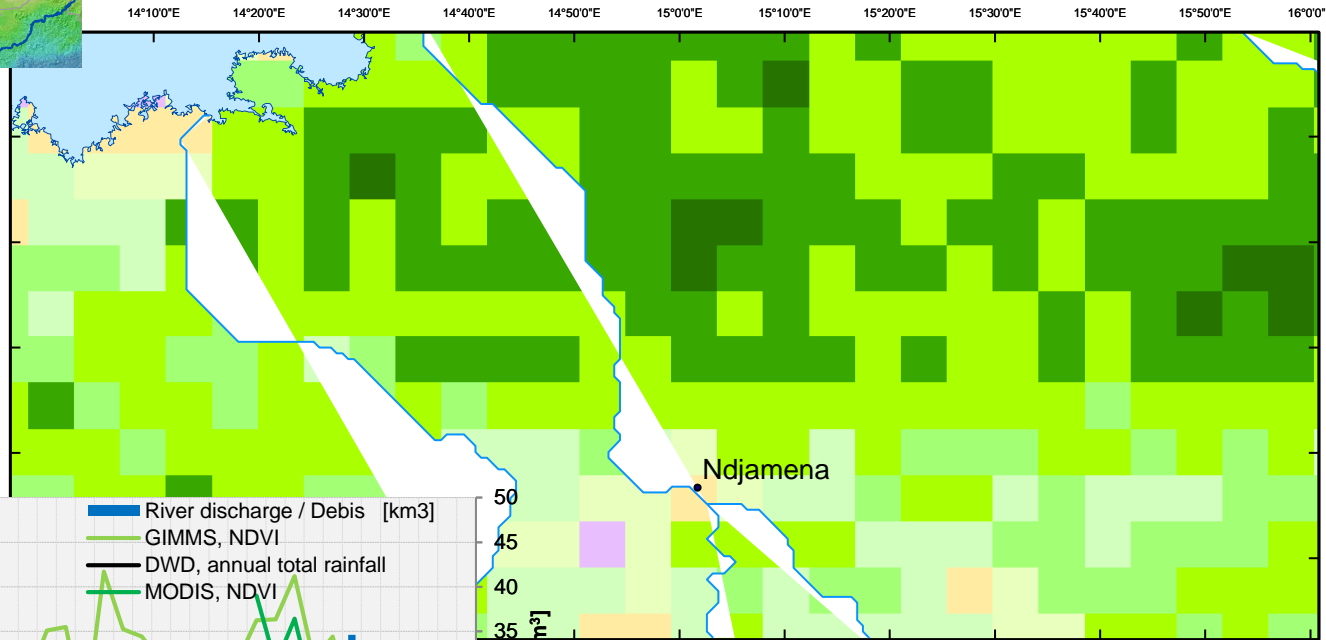 14°10'0"E 14°20'0"E 14°30'0"E 14°40'0"E 14°50'0"E 15°0'0"E 15°10'0"E 15°20'0"E 15°30'0"E 15°40'0"E 15°50'0"E 16°0'
Ndjamena
River discharge / Debis [km3]
GIMMS, NDVI
DWD, annual total rainfall
MODIS, NDVI
50
45
40
35
m³]